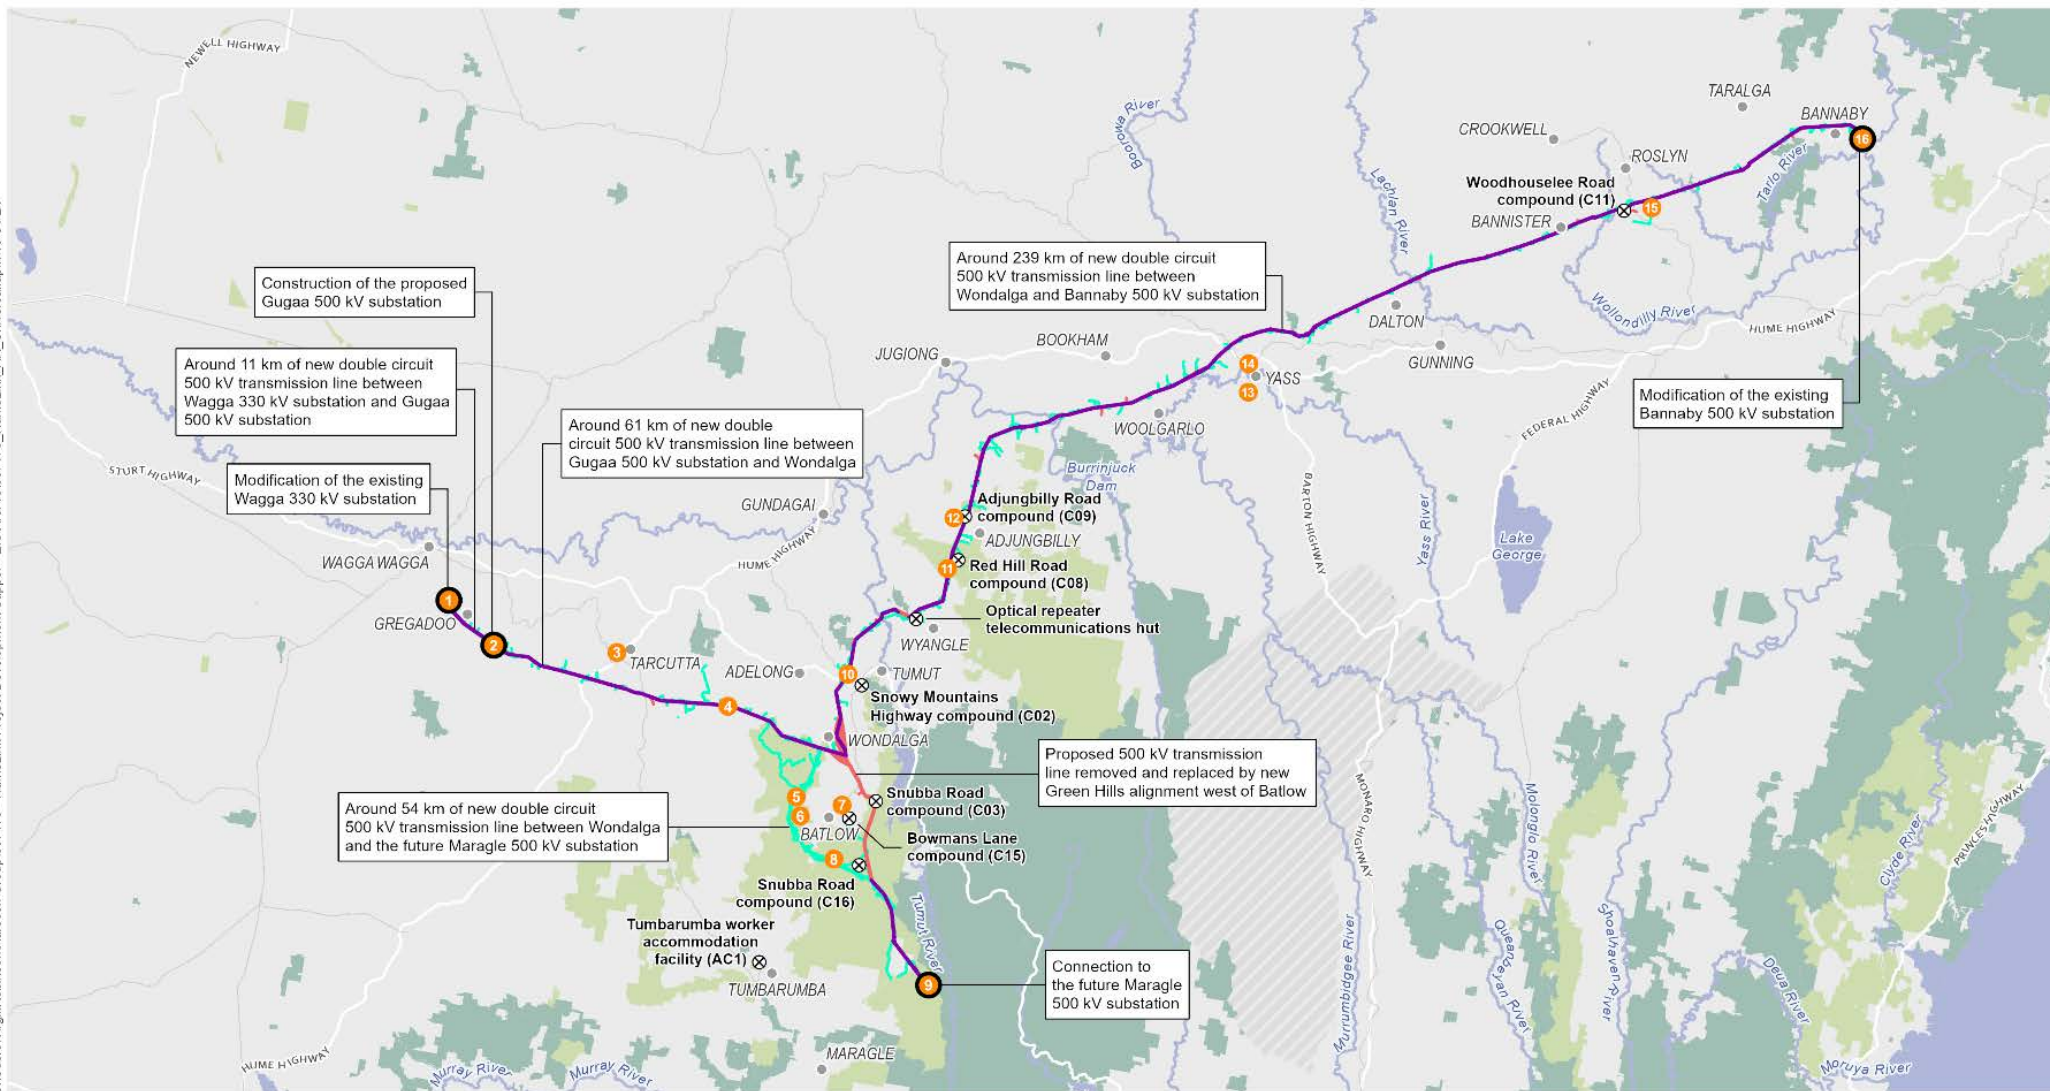 NEWELL HIGHWAY
Boorowa River
TARALGA
BANNABY
16
CROOKWELL
ROSLYN
Tarlo River
Lachlan River
Woodhouselee Road
compound (C11)
15
BANNISTER
Around 239 km of new double circuit
500 kV transmission line between
Wondalga and Bannaby 500 kV substation
Construction of the proposed
Gugaa 500 kV substation
Wollondilly River
HUME HIGHWAY
DALTON
BOOKHAM
JUGIONG
GUNNING
14
YASS
13
Around 11 km of new double circuit
500 kV transmission line between
Wagga 330 kV substation and Gugaa
500 kV substation
Modification of the existing
Bannaby 500 kV substation
FEDERAL HIGHWAY
WOOLGARLO
Around 61 km of new double
circuit 500 kV transmission line between
Gugaa 500 kV substation and Wondalga
STURT HIGHWAY
Modification of the existing
Wagga 330 kV substation
Burrinjuck
Dam
BARTON HIGHWAY
Yass River
Lake
George
GUNDAGAI
12
Adjungbilly Road
compound (C09)
ADJUNGBILLY
HUME HIGHWAY
WAGGA WAGGA
11
Red Hill Road
compound (C08)
1
GREGADOO
Optical repeater
telecommunications hut
WYANGLE
2
3
TARCUTTA
ADELONG
10
TUMUT
4
Snowy Mountains
Highway compound (C02)
WONDALGA
Proposed 500 kV transmission
line removed and replaced by new
Green Hills alignment west of Batlow
MONARO HIGHWAY
Molonglo River
PRINCES HIGHWAY
Around 54 km of new double circuit
500 kV transmission line between Wondalga
and the future Maragle 500 kV substation
5
6
7
BATLOW
Snubba Road
compound (C03)
Bowmans Lane
compound (C15)
8
Clyde River
Snubba Road
compound (C16)
Tumut River
Murrumbidgee River
Queanbeyan River
Shoalhaven River
Tumbarumba worker
accommodation
facility (AC1)
TUMBARUMBA
9
Connection to
the future Maragle
500 kV substation
Deua River
HUME HIGHWAY
Murray River
Murray River
MARAGLE
Moruya River